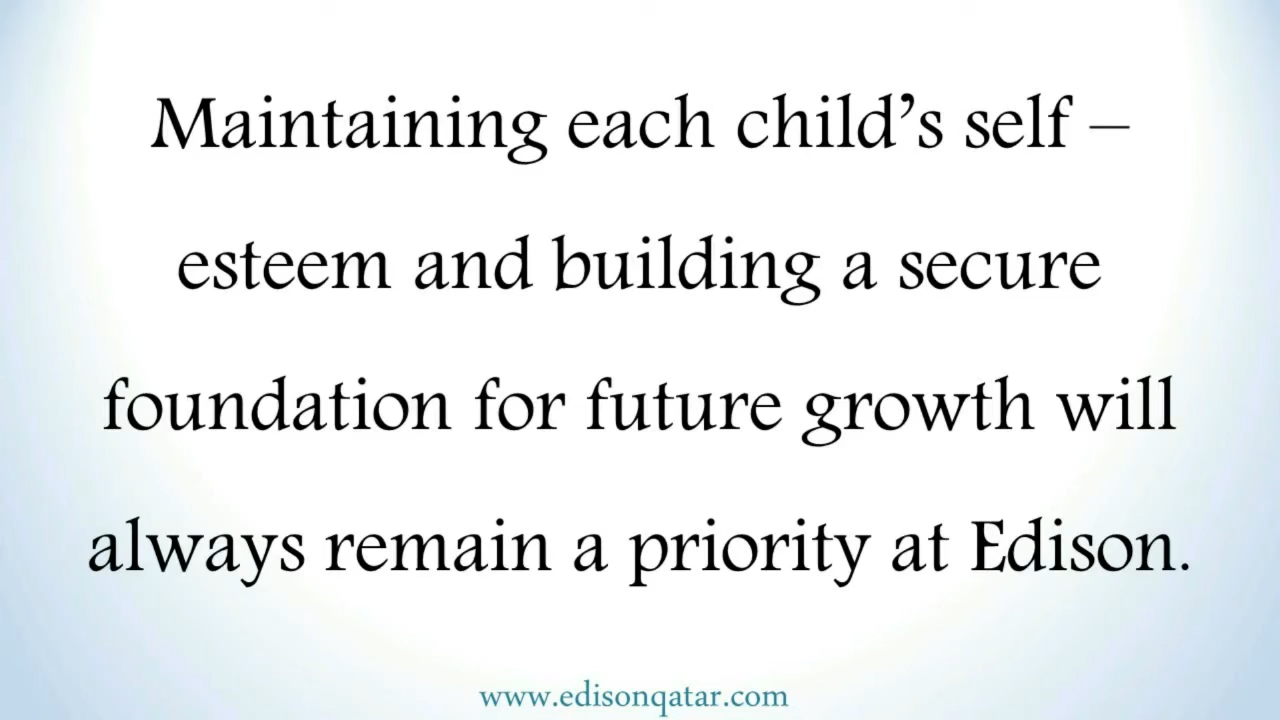 Maintaining each child’s self –
esteem and building a secure
foundation for future growth will
always remain a priority at Edison.
www.edisonqatar.com